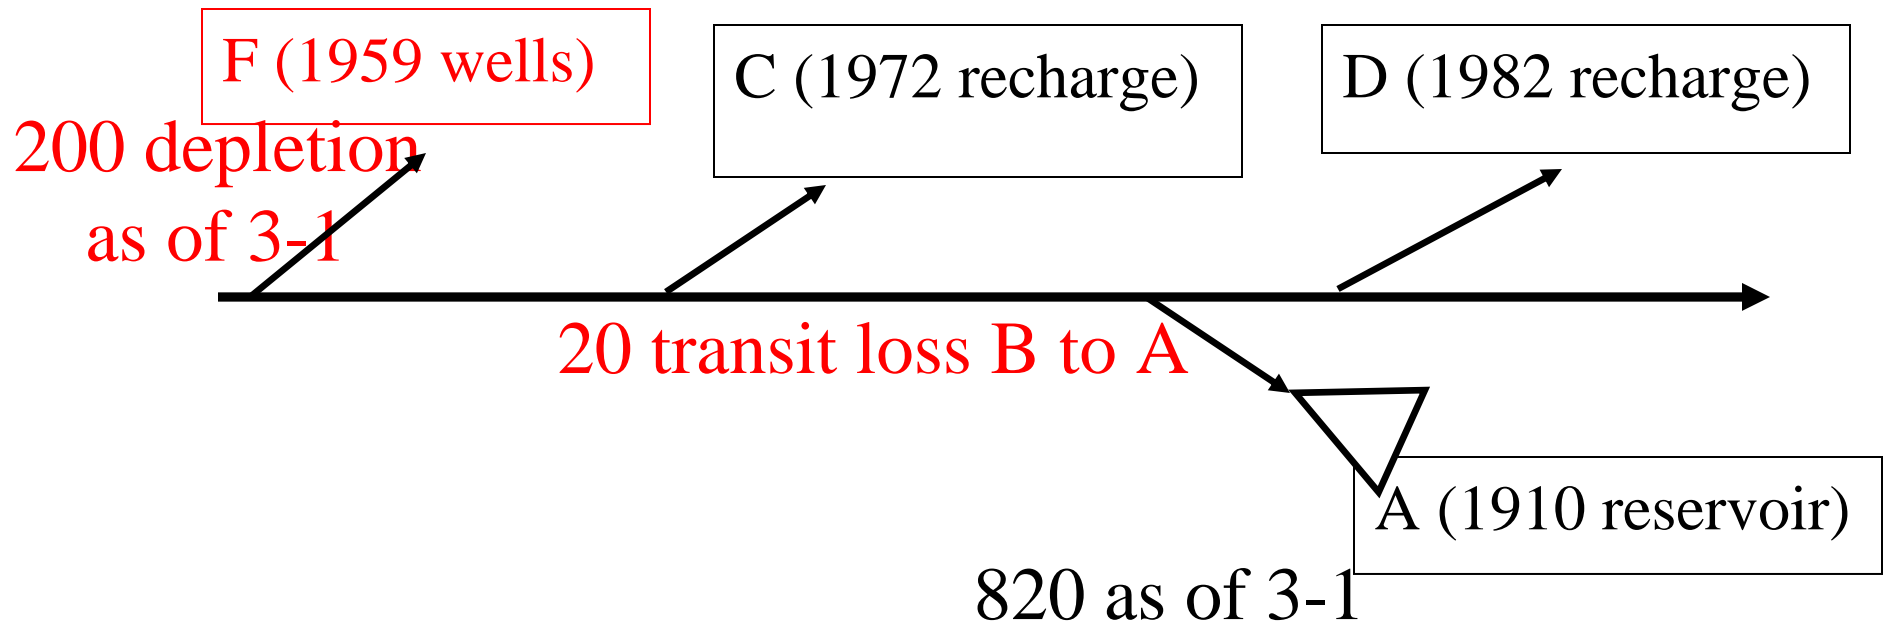 F (1959 wells)
C (1972 recharge)
D (1982 recharge)
200 depletion
as of 3-1
20 transit loss B to A
A (1910 reservoir)
820 as of 3-1